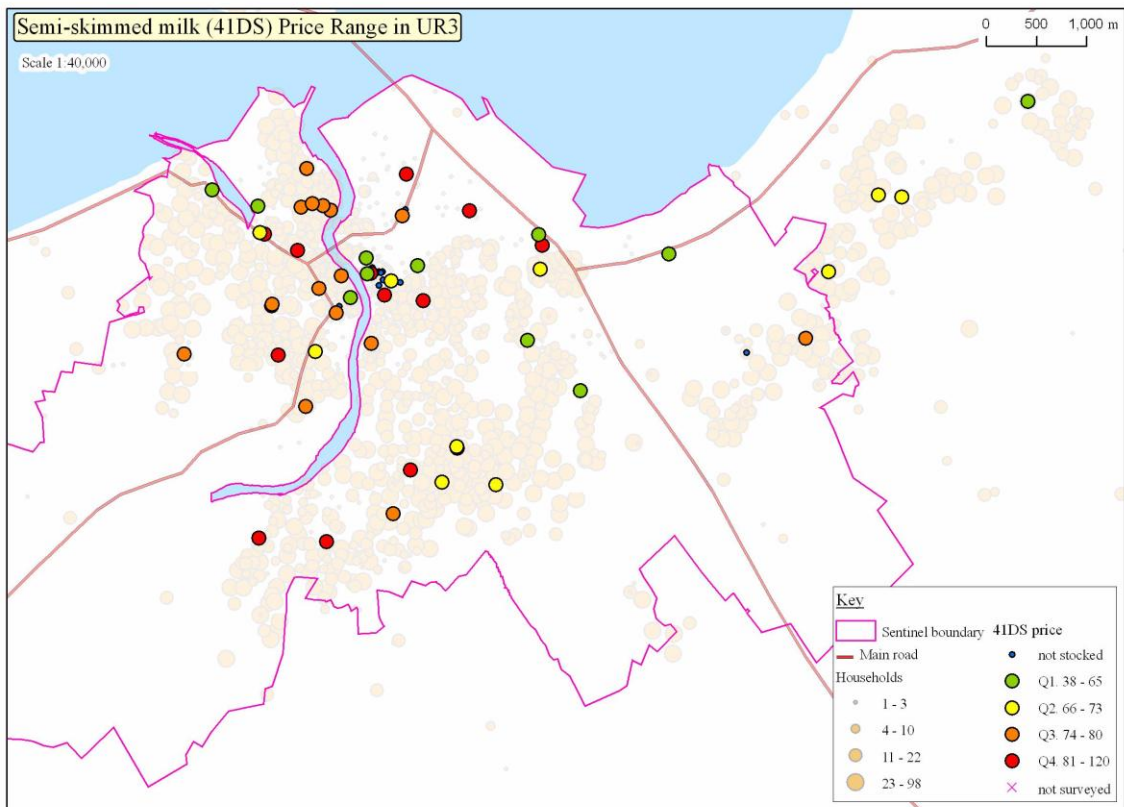 Semi-skimmed milk (41DS) Price Range in UR3
Scale 1:40,000
0 500 1,000 m
Key
Sentinel boundary
Main road
Households
1 - 3
4 - 10
11 - 22
23 - 98
41DS price
not stocked
Q1. 38 - 65
Q2. 66 - 73
Q3. 74 - 80
Q4. 81 - 120
not surveyed